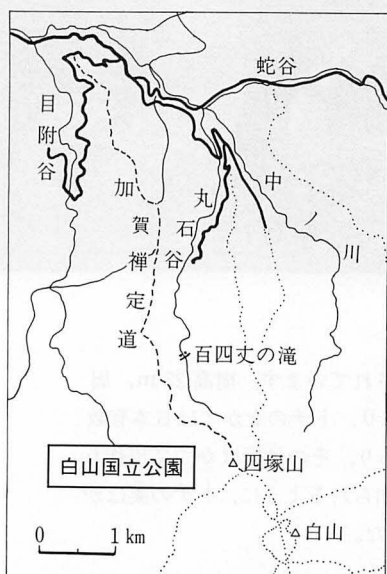 蛇谷
目附谷
加賀禅定道
丸石谷
中ノ川
百四丈の滝
四塚山
白山国立公園
白山
0 1 km